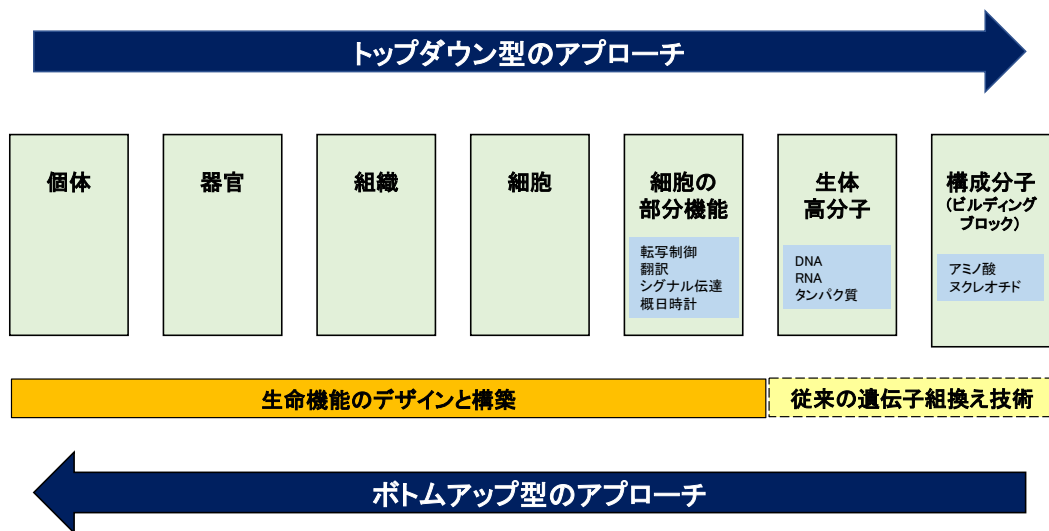 トップダウン型のアプローチ
個体
器官
組織
細胞
細胞の
部分機能
転写制御
翻訳
シグナル伝達
概日時計
生体
高分子
DNA
RNA
タンパク質
構成分子
(ビルディング
ブロック)
アミノ酸
ヌクレオチド
生命機能のデザインと構築
従来の遺伝子組換え技術
ボトムアップ型のアプローチ